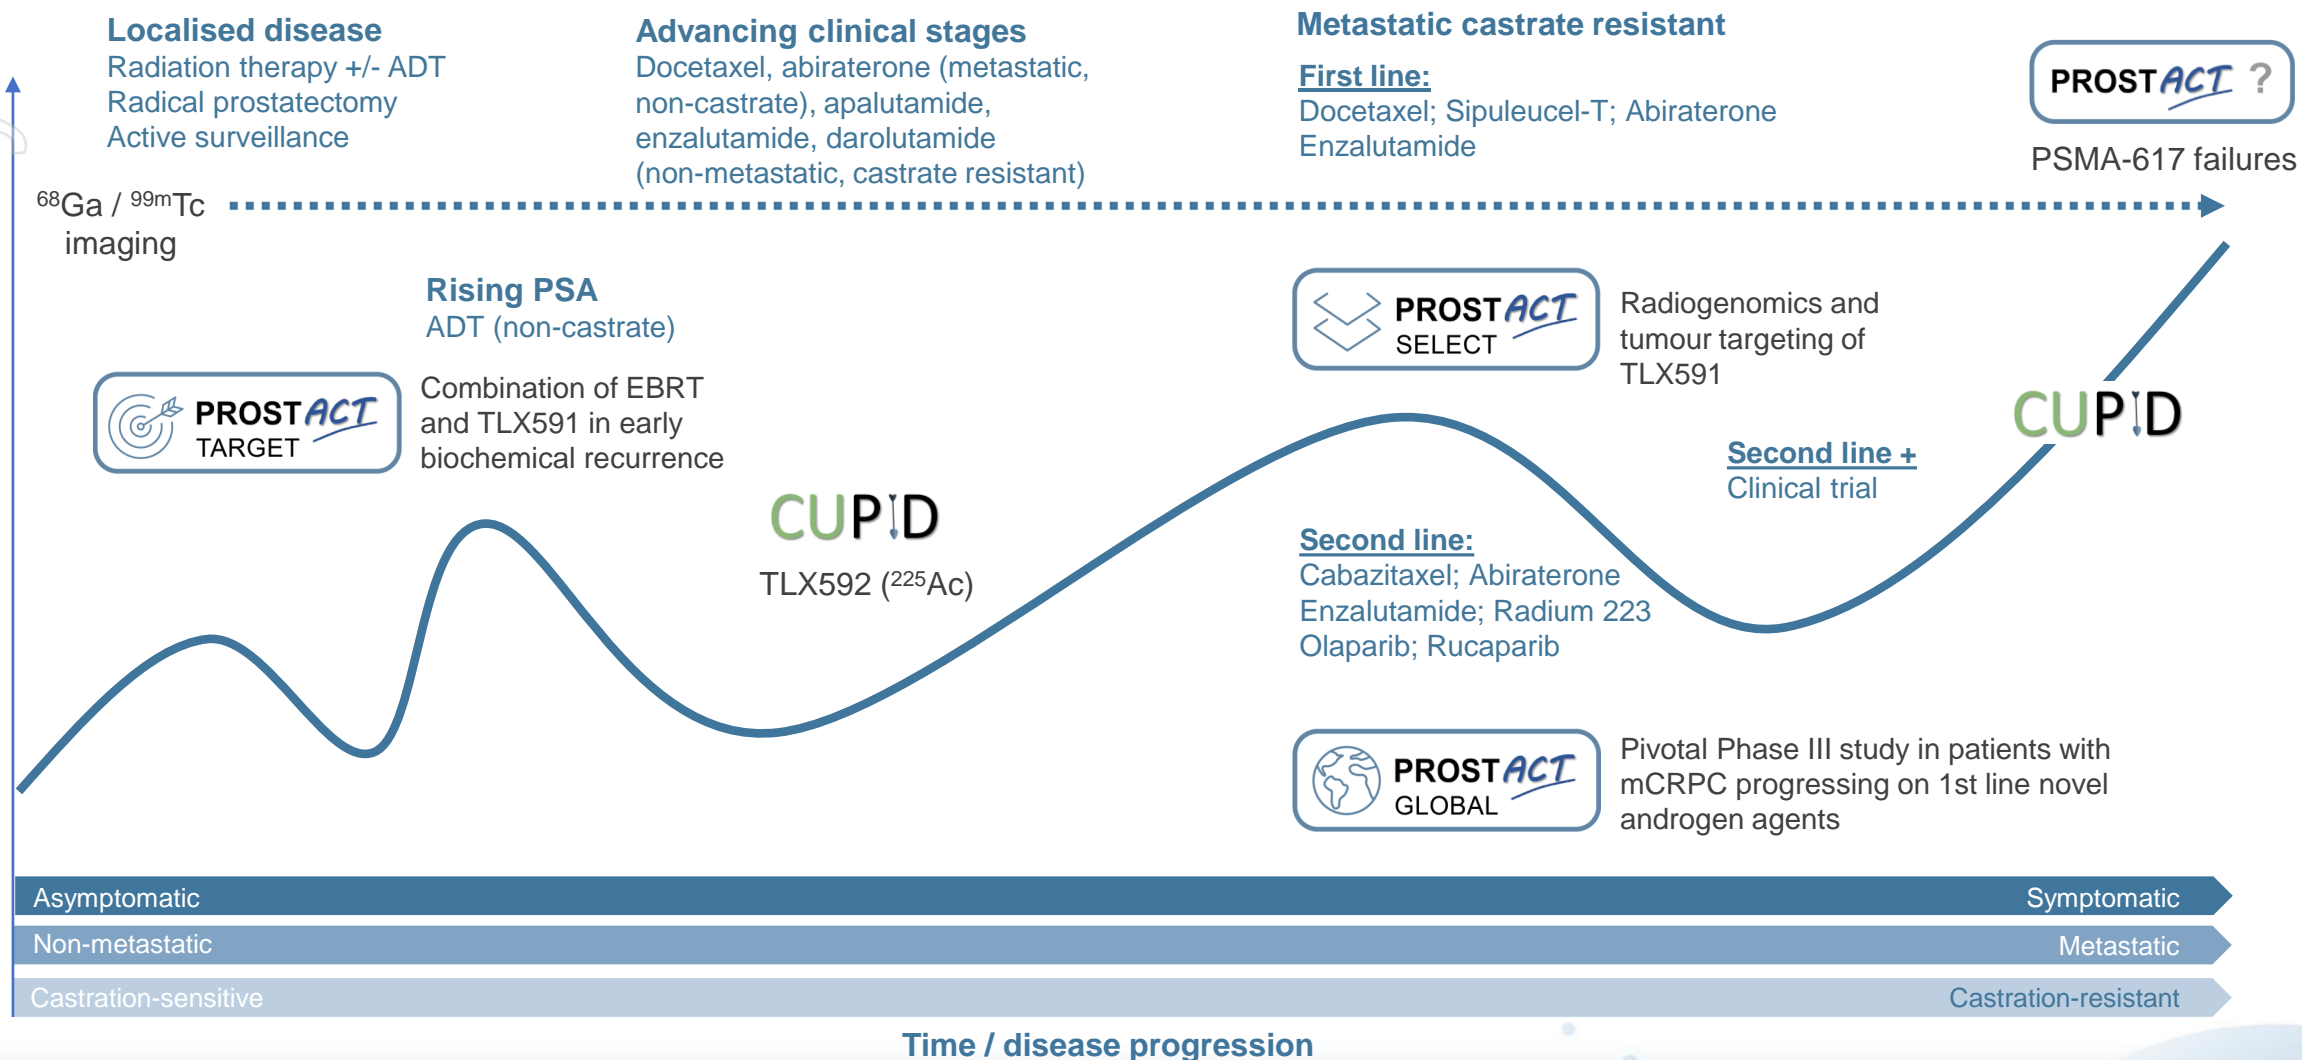 Localised disease
Radiation therapy +/- ADT
Radical prostatectomy
Active surveillance
Advancing clinical stages
Docetaxel, abiraterone (metastatic,
non-castrate), apalutamide,
enzalutamide, darolutamide
(non-metastatic, castrate resistant)
Metastatic castrate resistant
First line:
Docetaxel; Sipuleucel-T; Abiraterone
Enzalutamide
PROSTACT ?
PSMA-617 failures
⁶⁸Ga / ⁹⁹ᵐTc
imaging
Rising PSA
ADT (non-castrate)
PROSTACT
TARGET
Combination of EBRT
and TLX591 in early
biochemical recurrence
CUPID
TLX592 (²²⁵Ac)
PROSTACT
SELECT
Radiogenomics and
tumour targeting of
TLX591
CUPID
Second line +
Clinical trial
Second line:
Cabazitaxel; Abiraterone
Enzalutamide; Radium 223
Olaparib; Rucaparib
PROSTACT
GLOBAL
Pivotal Phase III study in patients with
mCRPC progressing on 1st line novel
androgen agents
Asymptomatic
Symptomatic
Non-metastatic
Metastatic
Castration-sensitive
Castration-resistant
Time / disease progression